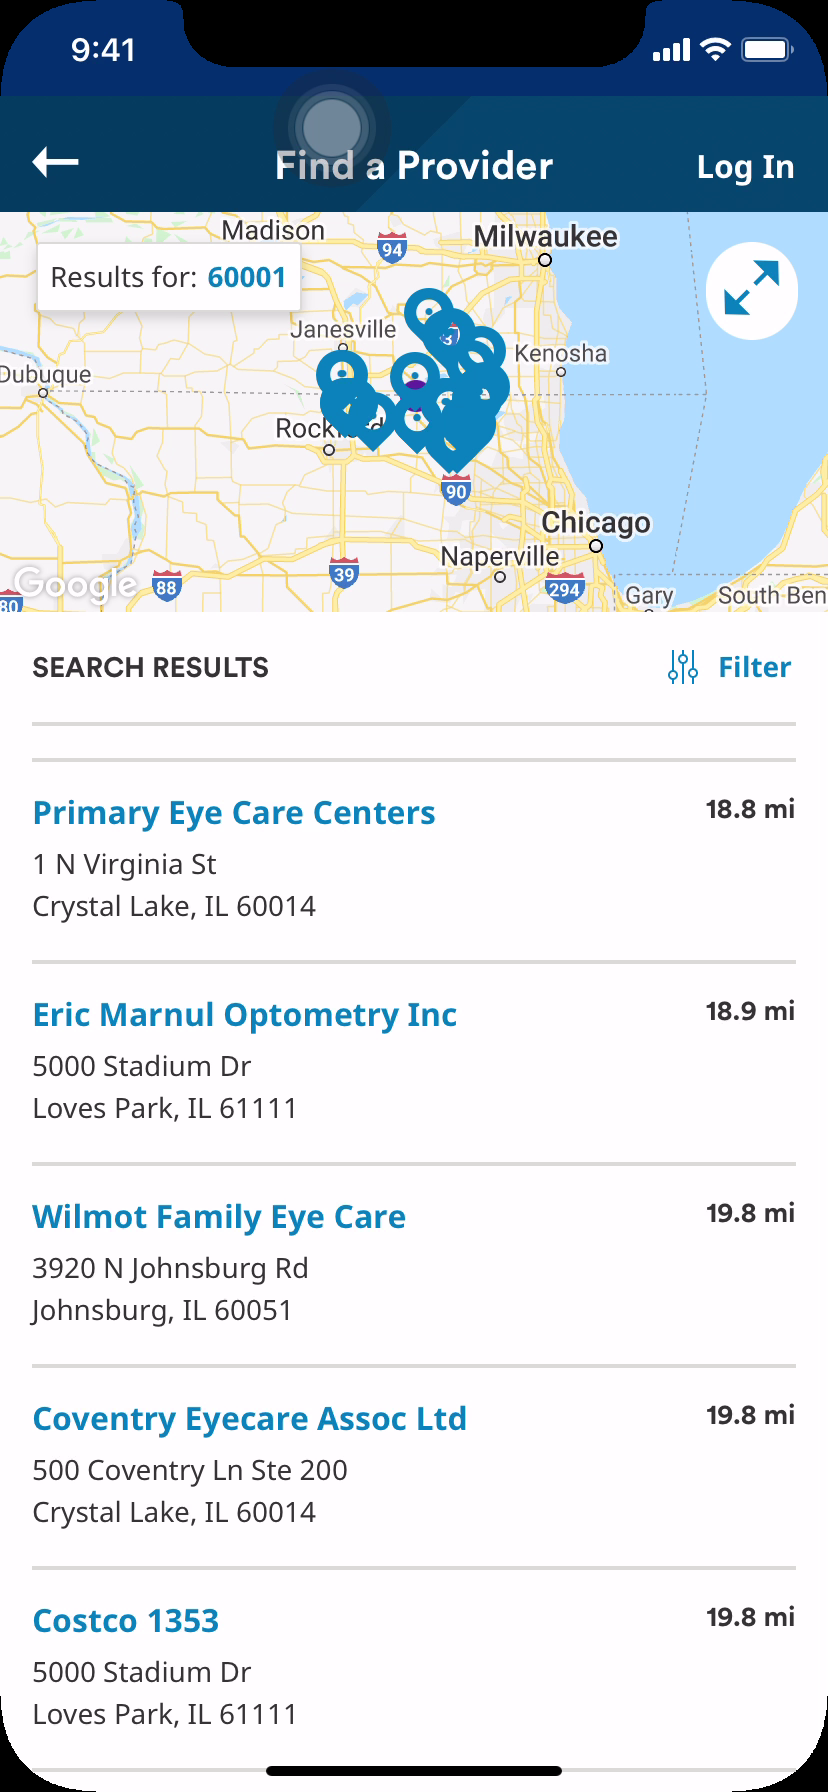 9:41
Find a Provider
Log In
Madison
94
Milwaukee
Results for: 60001
Janesville
Kenosha
Dubuque
90
Chicago
Naperville
Google
88
39
294
Gary
South Ben
80
SEARCH RESULTS
Filter
Primary Eye Care Centers
18.8 mi
1 N Virginia St
Crystal Lake, IL 60014
Eric Marnul Optometry Inc
18.9 mi
5000 Stadium Dr
Loves Park, IL 61111
Wilmot Family Eye Care
19.8 mi
3920 N Johnsburg Rd
Johnsburg, IL 60051
Coventry Eyecare Assoc Ltd
19.8 mi
500 Coventry Ln Ste 200
Crystal Lake, IL 60014
Costco 1353
19.8 mi
5000 Stadium Dr
Loves Park, IL 61111